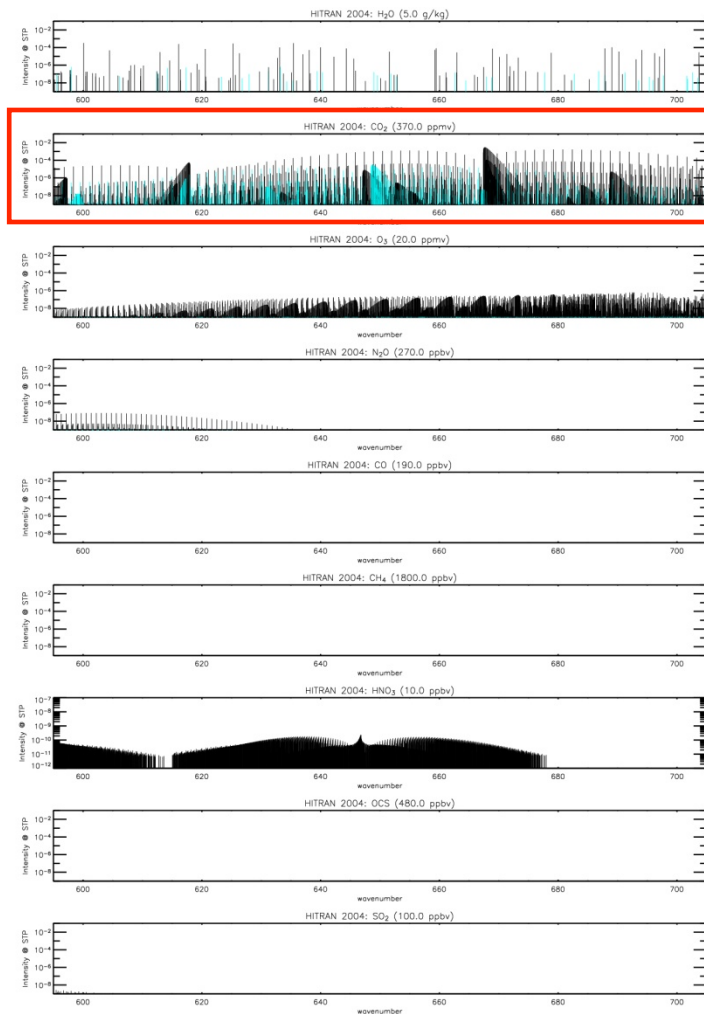 HITRAN 2004: H₂O (5.0 g/kg)
Intensity @ STP
10⁻²
10⁻⁴
10⁻⁶
10⁻⁸
600 620 640 660 680 700
HITRAN 2004: CO₂ (370.0 ppmv)
Intensity @ STP
10⁻²
10⁻⁴
10⁻⁶
10⁻⁸
600 620 640 660 680 700
HITRAN 2004: O₃ (20.0 ppmv)
Intensity @ STP
10⁻²
10⁻⁴
10⁻⁶
10⁻⁸
600 620 640 660 680 700
wavenumber
HITRAN 2004: N₂O (270.0 ppbv)
Intensity @ STP
10⁻²
10⁻⁴
10⁻⁶
10⁻⁸
600 620 640 660 680 700
wavenumber
HITRAN 2004: CO (190.0 ppbv)
Intensity @ STP
10⁻²
10⁻⁴
10⁻⁶
10⁻⁸
600 620 640 660 680 700
wavenumber
HITRAN 2004: CH₄ (1800.0 ppbv)
Intensity @ STP
10⁻²
10⁻⁴
10⁻⁶
10⁻⁸
600 620 640 660 680 700
wavenumber
HITRAN 2004: HNO₃ (10.0 ppbv)
Intensity @ STP
10⁻⁷
10⁻⁸
10⁻⁹
10⁻¹⁰
10⁻¹¹
10⁻¹²
600 620 640 660 680 700
wavenumber
HITRAN 2004: OCS (480.0 ppbv)
Intensity @ STP
10⁻²
10⁻⁴
10⁻⁶
10⁻⁸
600 620 640 660 680 700
wavenumber
HITRAN 2004: SO₂ (100.0 ppbv)
Intensity @ STP
10⁻²
10⁻⁴
10⁻⁶
10⁻⁸
600 620 640 660 680 700
wavenumber